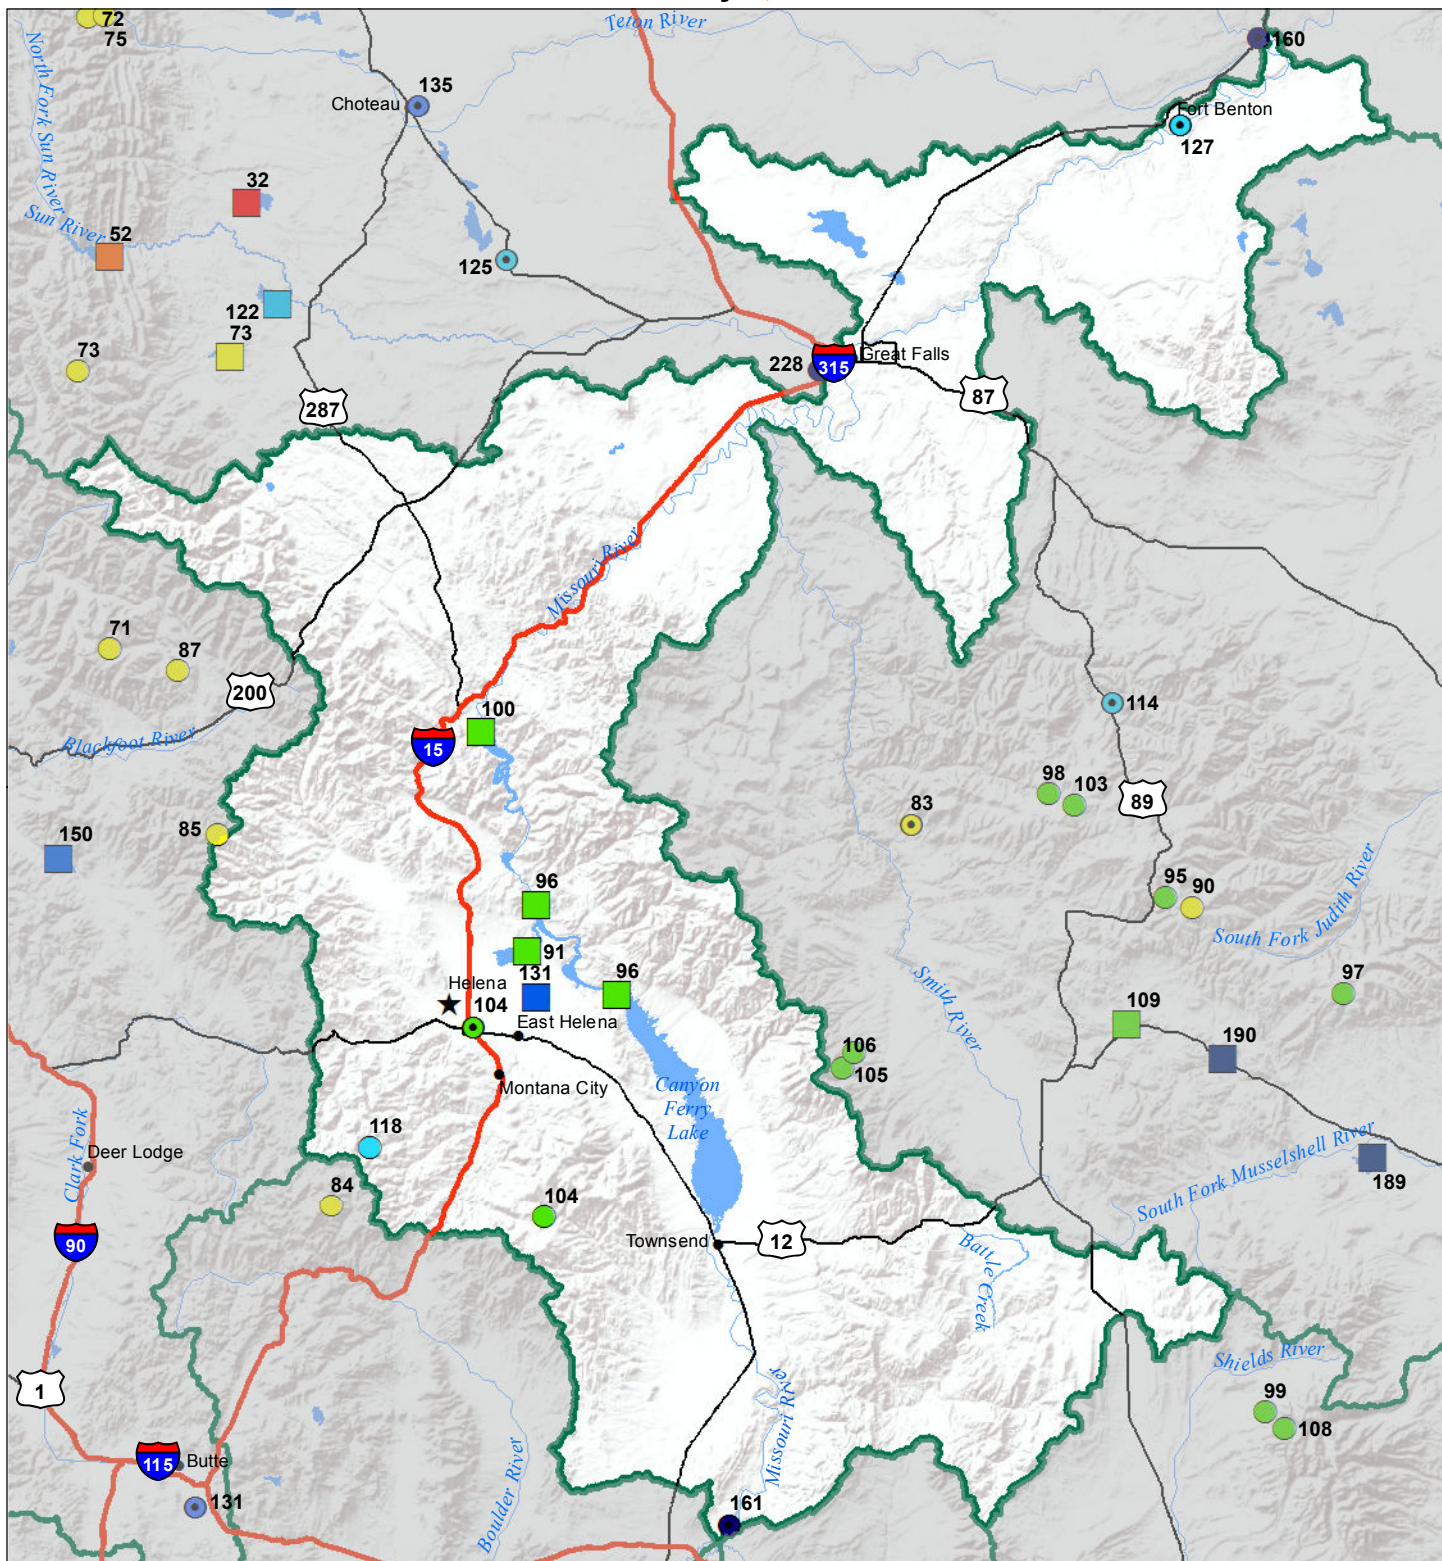 72
75
Teton River
160
North Fork Sun River
Choteau
135
Fort Benton
127
32
Sun River
52
125
122
73
73
228
315
Great Falls
287
87
Missouri River
71
87
200
Blackfoot River
100
15
114
98
103
89
83
85
150
96
95
90
South Fork Judith River
91
131
96
97
Helena
104
East Helena
Smith River
109
190
106
105
Montana City
Canyon
Ferry
Lake
118
Clark Fork
Deer Lodge
South Fork Musselshell River
189
84
104
90
Townsend
12
Battle Creek
Shields River
1
99
108
Missouri River
115
Butte
131
Boulder River
161